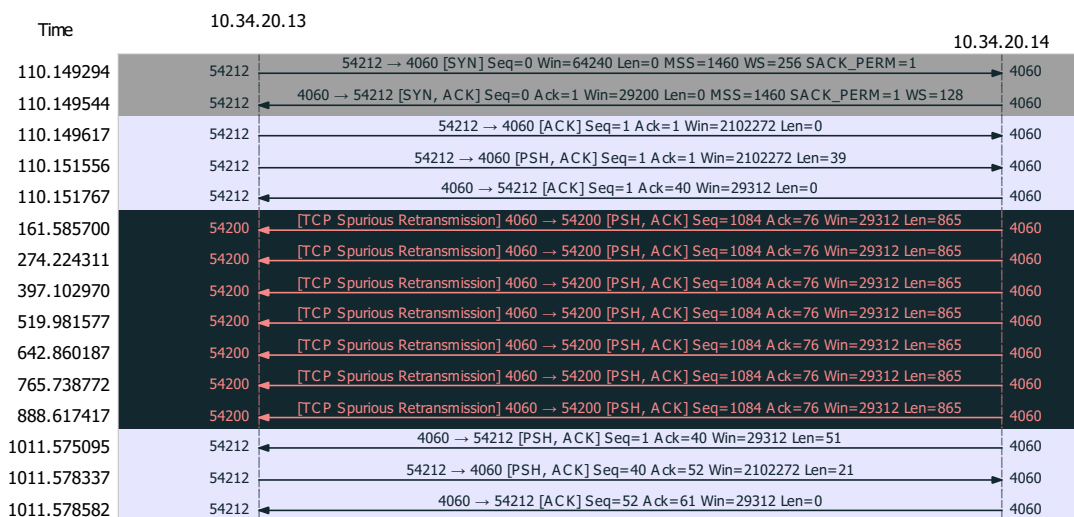 Time 10.34.20.13 10.34.20.14
110.149294 54212 54212 → 4060 [SYN] Seq=0 Win=64240 Len=0 MSS=1460 WS=256 SACK_PERM=1 4060
110.149544 54212 4060 → 54212 [SYN, ACK] Seq=0 Ack=1 Win=29200 Len=0 MSS=1460 SACK_PERM=1 WS=128 4060
110.149617 54212 54212 → 4060 [ACK] Seq=1 Ack=1 Win=2102272 Len=0 4060
110.151556 54212 54212 → 4060 [PSH, ACK] Seq=1 Ack=1 Win=2102272 Len=39 4060
110.151767 54212 4060 → 54212 [ACK] Seq=1 Ack=40 Win=29312 Len=0 4060
161.585700 54200 [TCP Spurious Retransmission] 4060 → 54200 [PSH, ACK] Seq=1084 Ack=76 Win=29312 Len=865 4060
274.224311 54200 [TCP Spurious Retransmission] 4060 → 54200 [PSH, ACK] Seq=1084 Ack=76 Win=29312 Len=865 4060
397.102970 54200 [TCP Spurious Retransmission] 4060 → 54200 [PSH, ACK] Seq=1084 Ack=76 Win=29312 Len=865 4060
519.981577 54200 [TCP Spurious Retransmission] 4060 → 54200 [PSH, ACK] Seq=1084 Ack=76 Win=29312 Len=865 4060
642.860187 54200 [TCP Spurious Retransmission] 4060 → 54200 [PSH, ACK] Seq=1084 Ack=76 Win=29312 Len=865 4060
765.738772 54200 [TCP Spurious Retransmission] 4060 → 54200 [PSH, ACK] Seq=1084 Ack=76 Win=29312 Len=865 4060
888.617417 54200 [TCP Spurious Retransmission] 4060 → 54200 [PSH, ACK] Seq=1084 Ack=76 Win=29312 Len=865 4060
1011.575095 54212 4060 → 54212 [PSH, ACK] Seq=1 Ack=40 Win=29312 Len=51 4060
1011.578337 54212 54212 → 4060 [PSH, ACK] Seq=40 Ack=52 Win=2102272 Len=21 4060
1011.578582 54212 4060 → 54212 [ACK] Seq=52 Ack=61 Win=29312 Len=0 4060